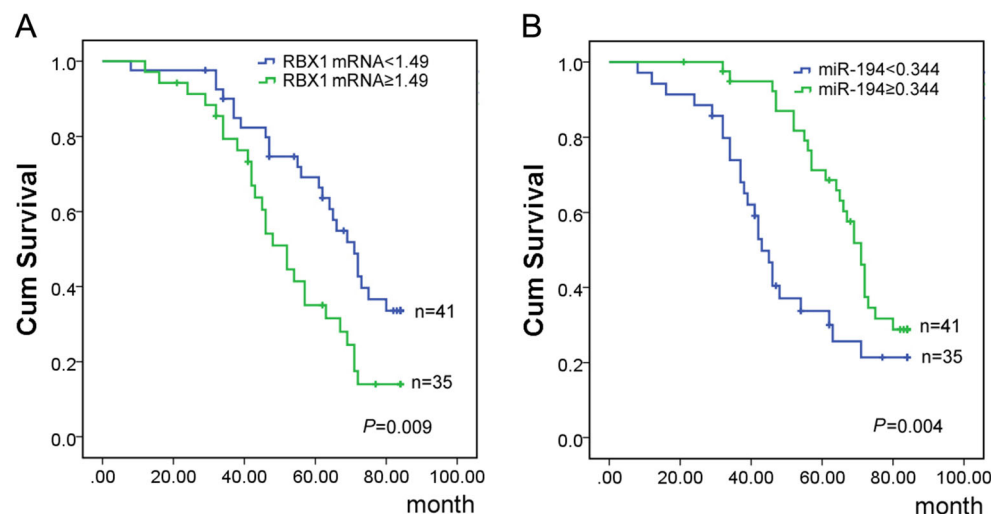 A
RBX1 mRNA<1.49
RBX1 mRNA≥1.49
Cum Survival
1.0
0.8
0.6
0.4
0.2
0.0
n=41
n=35
P=0.009
.00 20.00 40.00 60.00 80.00 100.00
month
B
miR-194<0.344
miR-194≥0.344
Cum Survival
1.0
0.8
0.6
0.4
0.2
0.0
n=41
n=35
P=0.004
.00 20.00 40.00 60.00 80.00 100.00
month